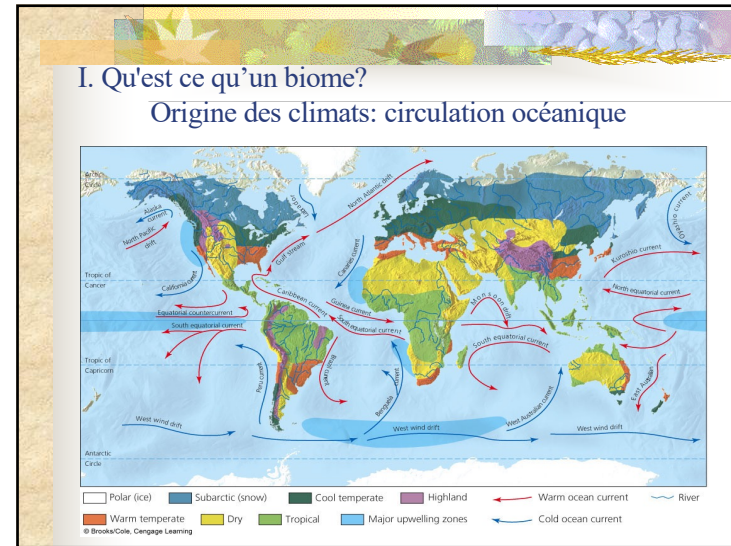 I. Qu'est ce qu'un biome?
Origine des climats: circulation océanique
Arctic
Circle
Alaska
current
North Pacific
drift
Labrador
North Atlantic drift
Oyashio current
Gulf stream
Canaries current
Kuroshio current
California current
Tropic of
Cancer
Caribbean current
Guinea current
Monsoon drift
North equatorial current
Equatorial countercurrent
South equatorial current
South equatorial current
South equatorial current
Tropic of
Capricorn
Peru current
Brazil current
Benguela current
West Australian current
East Australian
West wind drift
West wind drift
West wind drift
Antarctic
Circle
Polar (ice)
Subarctic (snow)
Cool temperate
Highland
Warm ocean current
River
Warm temperate
Dry
Tropical
Major upwelling zones
Cold ocean current
© Brooks/Cole, Cengage Learning